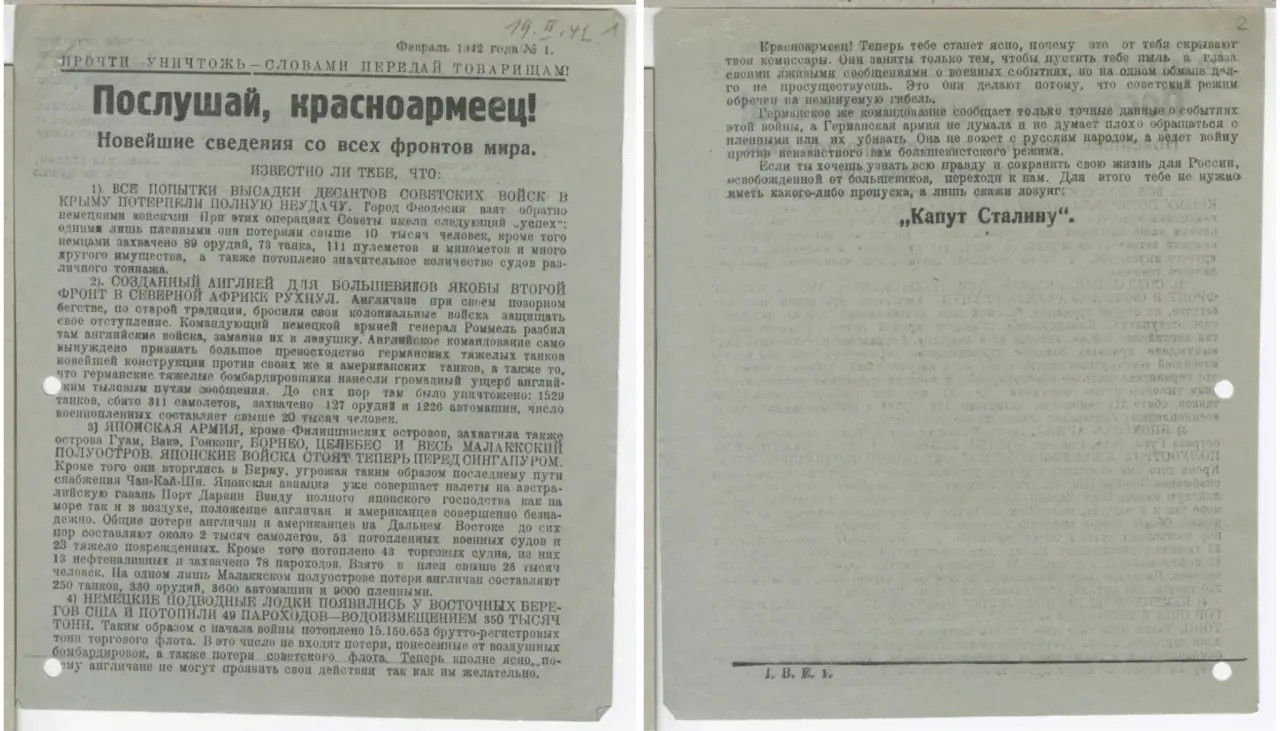 19. II. 42. 1
Февраль 1942 года № 1.
ПРОЧТИ—УНИЧТОЖЬ—СЛОВАМИ ПЕРЕДАЙ ТОВАРИЩАМ!
Послушай, красноармеец!
Новейшие сведения со всех фронтов мира.
ИЗВЕСТНО ЛИ ТЕБЕ, ЧТО:
1). ВСЕ ПОПЫТКИ ВЫСАДКИ ДЕСАНТОВ СОВЕТСКИХ ВОЙСК В
КРЫМУ ПОТЕРПЕЛИ ПОЛНУЮ НЕУДАЧУ. Город Феодосия взят обратно
немецкими войсками При этих операциях Советы имели следующий „успех“:
одними лишь пленными они потеряли свыше 10 тысяч человек, кроме того
немцами захвачено 89 орудий, 73 танка, 111 пулеметов и минометов и много
другого имущества, а также потоплено значительное количество судов раз-
личного тоннажа.
2). СОЗДАННЫЙ АНГЛИЕЙ ДЛЯ БОЛЬШЕВИКОВ ЯКОБЫ ВТОРОЙ
ФРОНТ В СЕВЕРНОЙ АФРИКЕ РУХНУЛ. Англичане при своем позорном
бегстве, по старой традиции, бросили свои колониальные войска защищать
свое отступление. Командующий немецкой армией генерал Роммель разбил
там английские войска, заманив их в ловушку. Английское командование само
вынуждено признать большое превосходство германских тяжелых танков
новейшей конструкции против своих же и американских танков, а также то,
что германские тяжелые бомбардировщики нанесли громадный ущерб англий-
ким тыловым путям сообщения. До сих пор там было уничтожено: 1529
танков, сбито 311 самолетов, захвачено 127 орудий и 1226 автомашин, число
военнопленных составляет свыше 20 тысяч человек.
3) ЯПОНСКАЯ АРМИЯ, кроме Филиппинских островов, захватила также
острова Гуам, Вакэ, Гонконг, БОРНЕО, ЦЕЛЕБЕС И ВЕСЬ МАЛАККСКИЙ
ПОЛУОСТРОВ. ЯПОНСКИЕ ВОЙСКА СТОЯТ ТЕПЕРЬ ПЕРЕД СИНГАПУРОМ.
Кроме того они вторглись в Бирму, угрожая таким образом последнему пути
снабжения Чан-Кай-Ши. Японская авиация уже совершает налеты на австра-
лийскую гавань Порт Дарвин Ввиду полного японского господства как на
море так и в воздухе, положение англичан и американцев совершенно безна-
дежно. Общие потери англичан и американцев на Дальнем Востоке до сих
пор составляют около 2 тысяч самолетов, 53 потопленных военных судов и
23 тяжело поврежденных. Кроме того потоплено 43 торговых судна, из них
13 нефтеналивных и захвачено 78 пароходов. Взято в плен свыше 26 тысяч
человек. На одном лишь Малаккском полуострове потери англичан составляют
250 танков, 330 орудий, 3600 автомашин и 9000 пленными.
4) НЕМЕЦКИЕ ПОДВОДНЫЕ ЛОДКИ ПОЯВИЛИСЬ У ВОСТОЧНЫХ БЕРЕ-
ГОВ США И ПОТОПИЛИ 49 ПАРОХОДОВ—ВОДОИЗМЕЩЕНИЕМ 350 ТЫСЯЧ
ТОНН. Таким образом с начала войны потоплено 15.150.653 брутто-регистровых
тонн торгового флота. В это число не входят потери, понесенные от воздушных
бомбардировок, а также потери советского флота. Теперь вполне ясно, по-
ему англичане не могут проявить свои действия так как им желательно.
2
Красноармеец! Теперь тебе станет ясно, почему это от тебя скрывают
твои комиссары. Они заняты только тем, чтобы пустить тебе пыль в глаза
своими лживыми сообщениями о военных событиях, но на одном обмане дол-
го не просуществуешь. Это они делают потому, что советский режим
обречен на неминуемую гибель.
Германское же командование сообщает только точные данные о событиях
этой войны, а Германская армия не думала и не думает плохо обращаться с
пленными или их убивать. Она не воюет с русским народом, а ведет войну
против ненавистного вам большевистского режима.
Если ты хочешь узнать всю правду и сохранить свою жизнь для России,
освобожденной от большевиков, переходи к нам. Для этого тебе не нужно
иметь какого-либо пропуска, а лишь скажи лозунг:
„Капут Сталину“.